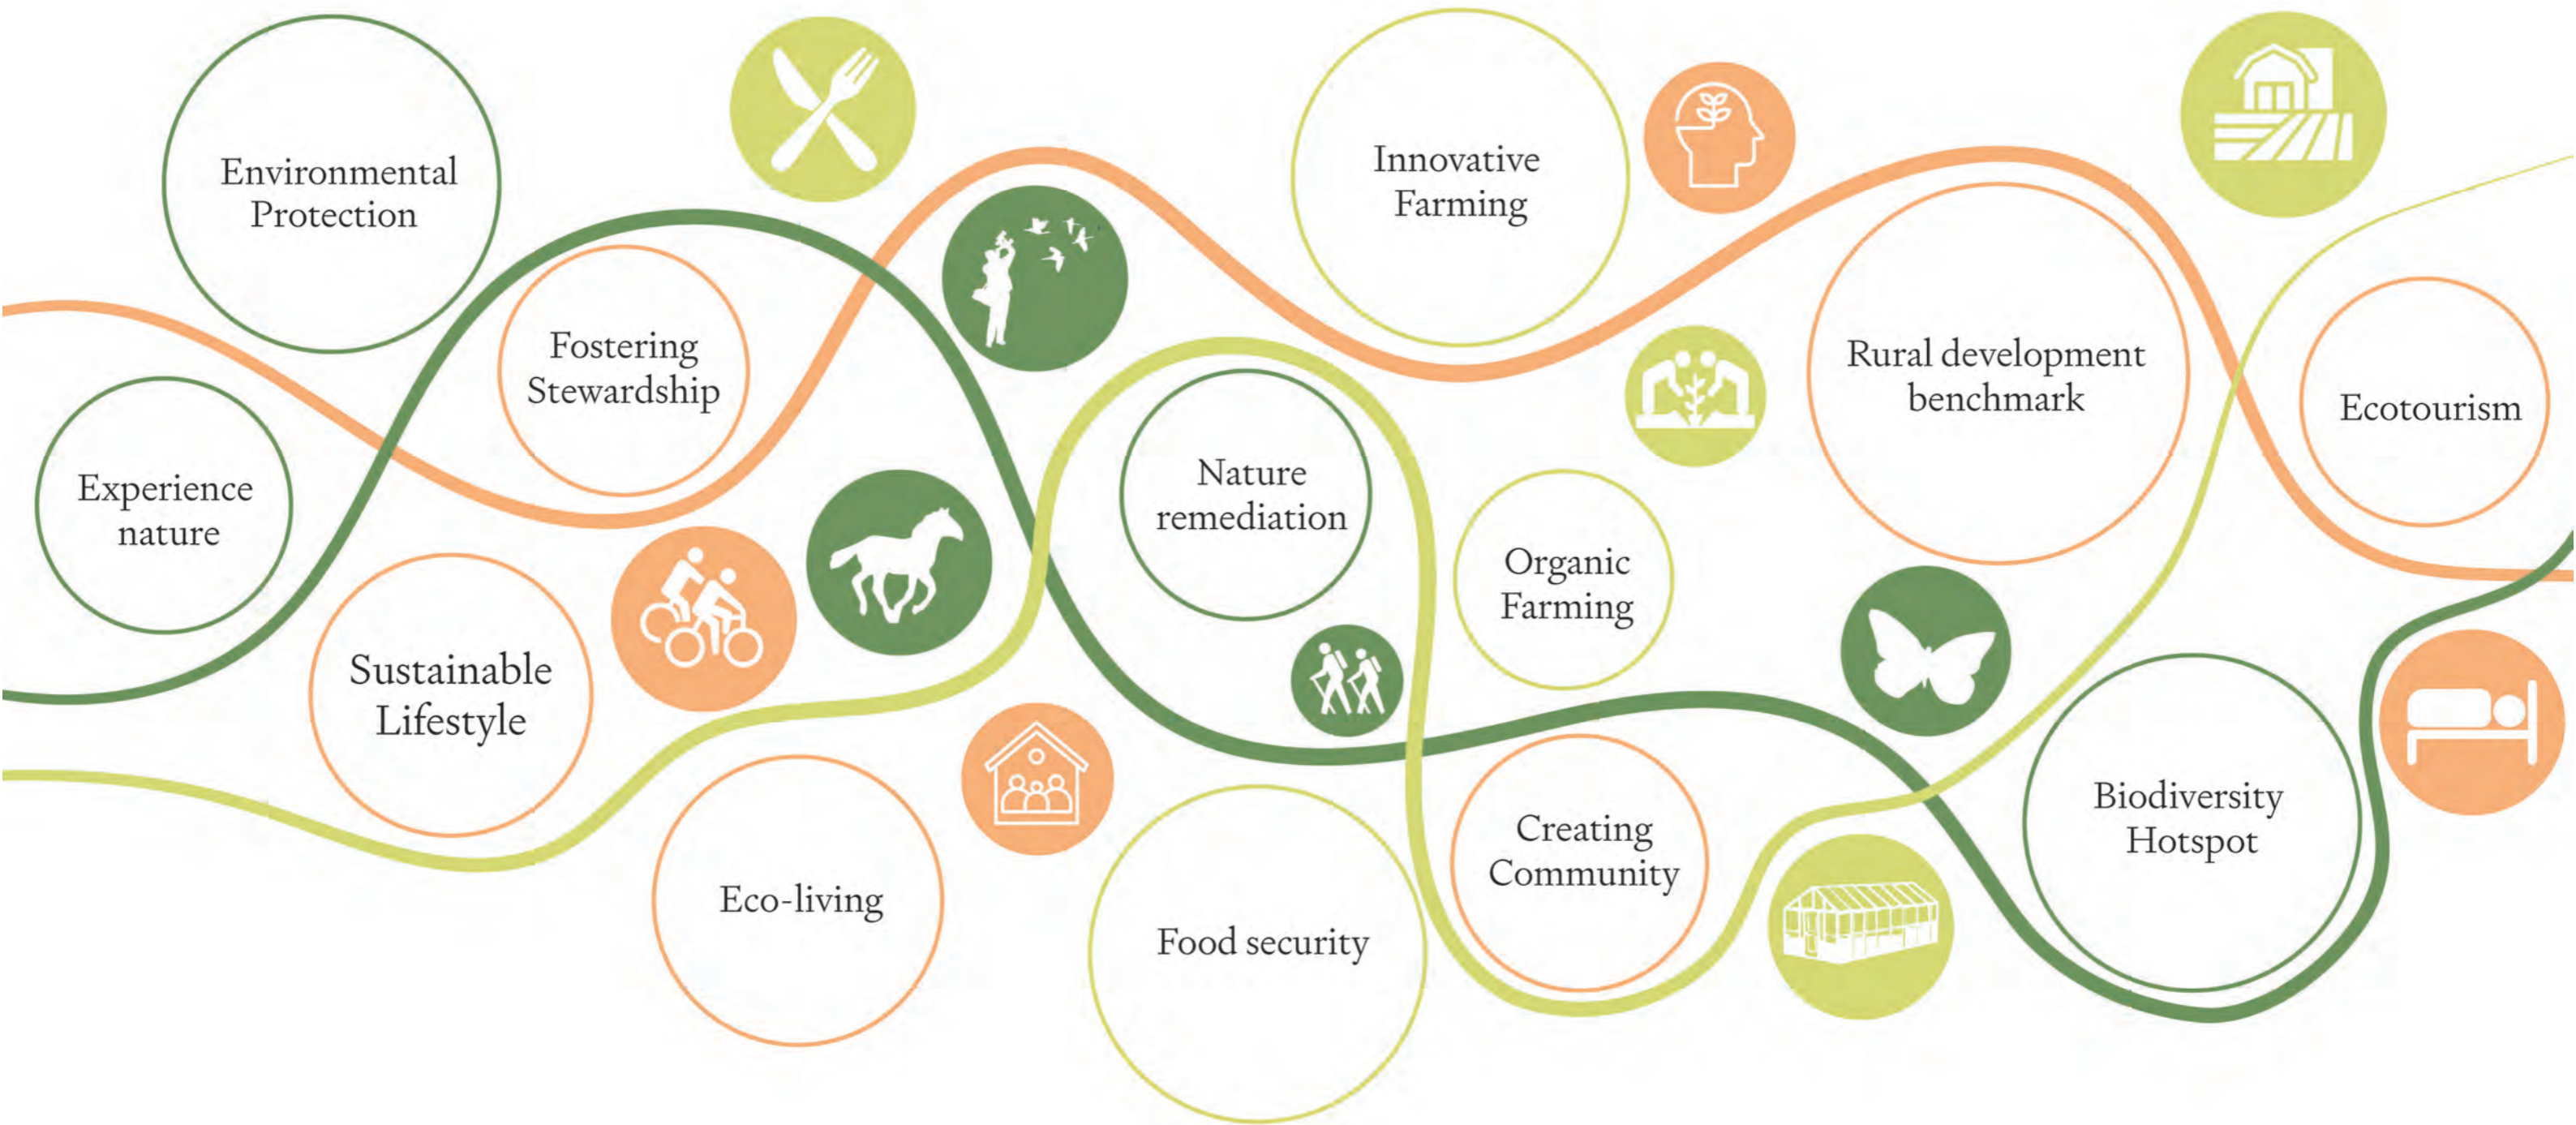 Environmental
Protection
Innovative
Farming
Fostering
Stewardship
Rural development
benchmark
Ecotourism
Experience
nature
Nature
remediation
Organic
Farming
Sustainable
Lifestyle
Creating
Community
Biodiversity
Hotspot
Eco-living
Food security